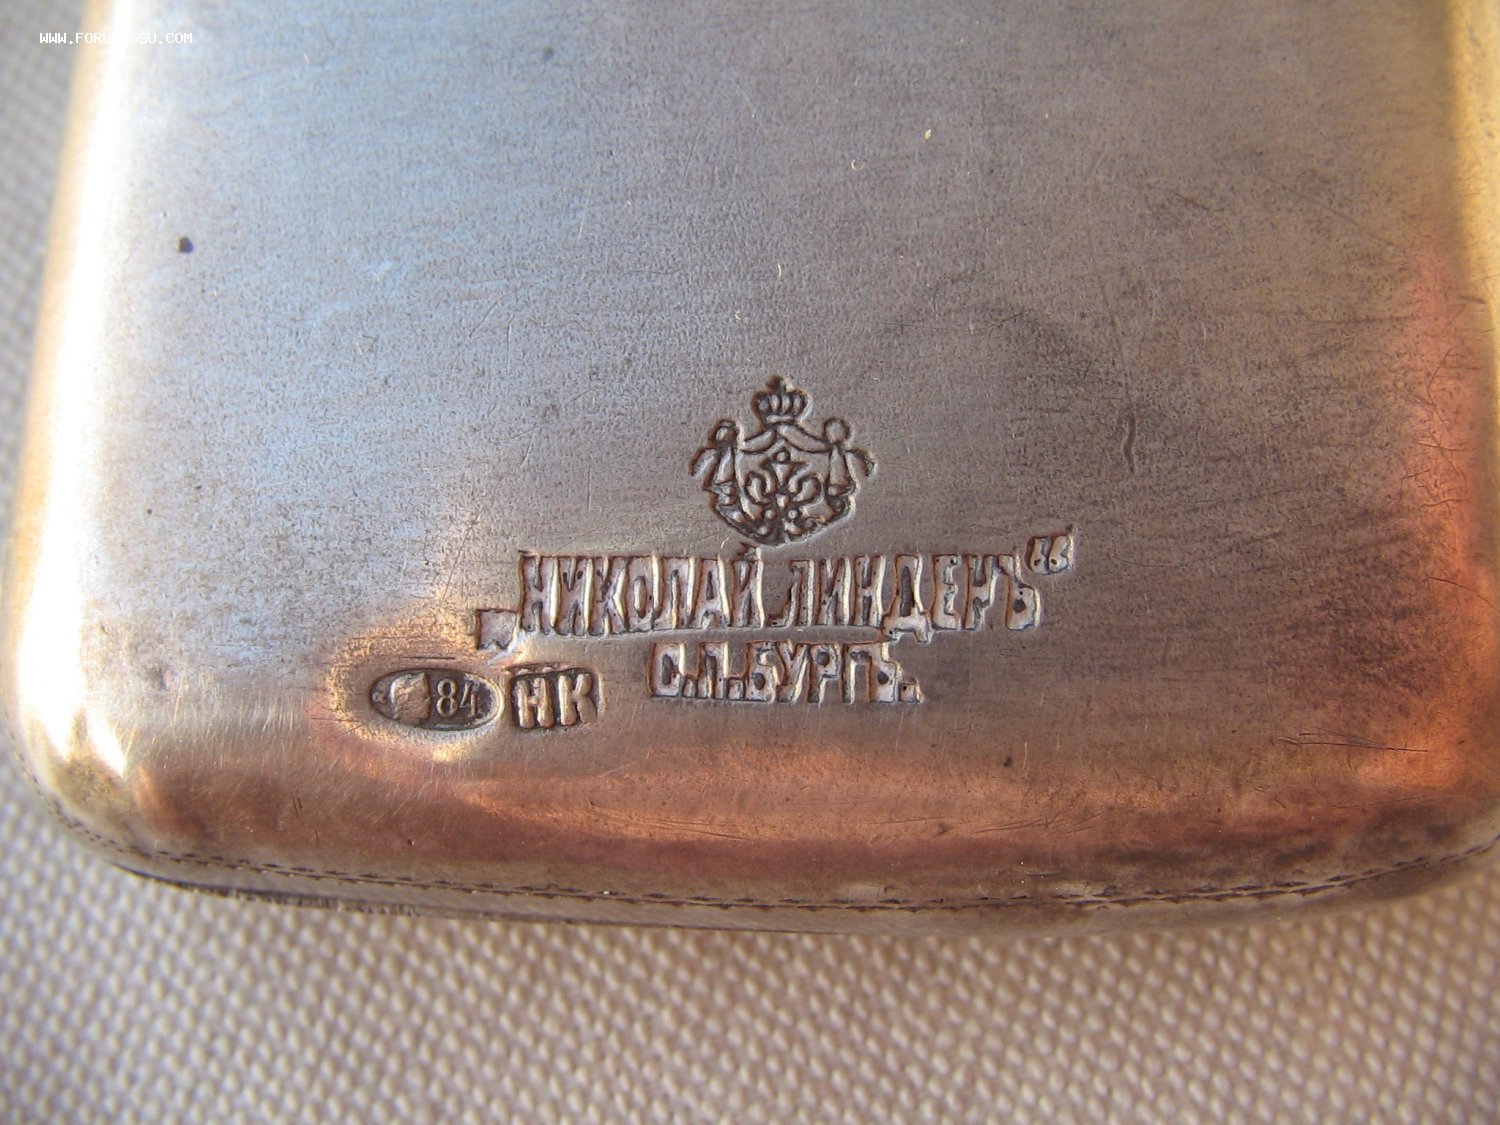 WWW.FORUM-SU.COM
„НИКОЛАЙ ЛИНДЕНЪ“
С.П.БУРГЪ.
84 НК